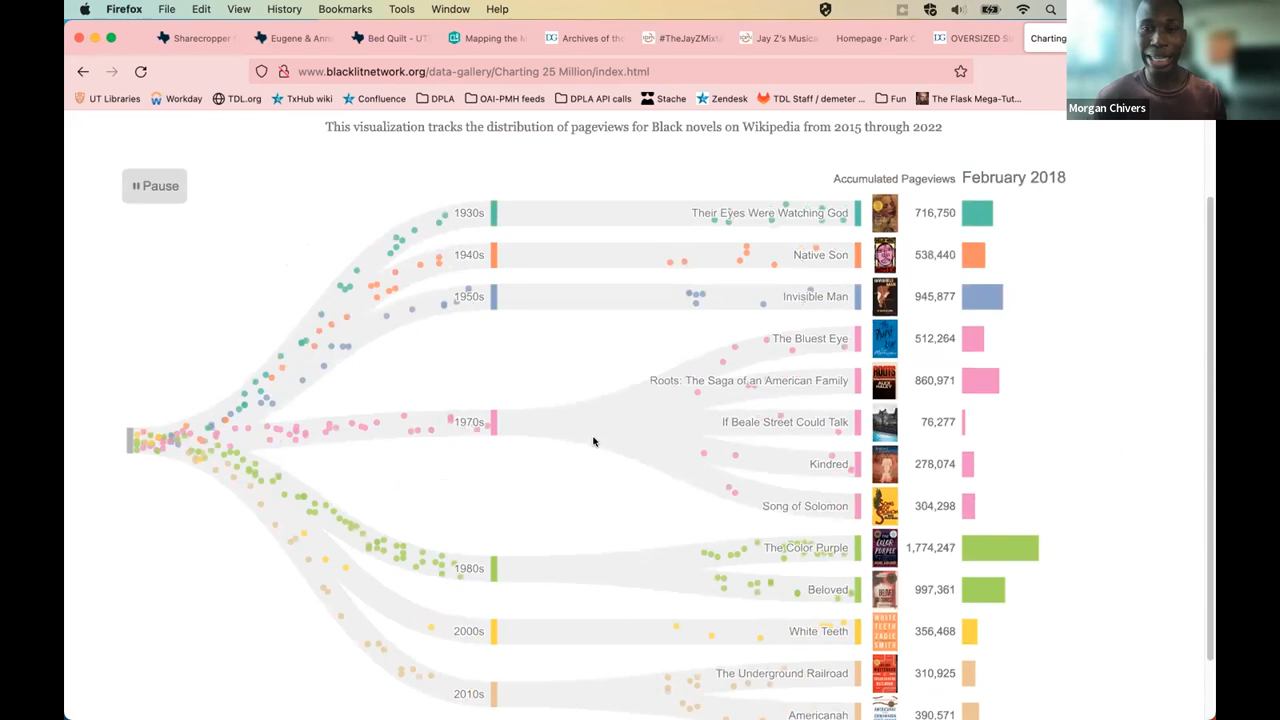 Firefox File Edit View History Bookmarks Tools Window Help
Sharecropper Eugene & Ann Bed Quilt - UT Mapping the M Archives of the #TheJayZMixt Jay Z's Musica Homepage - Park C OVERSIZED S Charting
www.blacklitnetwork.org/data-gallery/Charting 25 Million/index.html
UT Libraries Workday TDL.org TxHub wiki Confluence DPLA OAI-PMH feeds DPLA API calls Stache Zendesk TDL Staff / demeter ... Fun The Flask Mega-Tut...
Morgan Chivers
This visualization tracks the distribution of pageviews for Black novels on Wikipedia from 2015 through 2022
Pause
Accumulated Pageviews February 2018
1930s Their Eyes Were Watching God 716,750
1940s Native Son 538,440
1950s Invisible Man 945,877
The Bluest Eye 512,264
Roots: The Saga of an American Family 860,971
1970s If Beale Street Could Talk 76,277
Kindred 278,074
Song of Solomon 304,298
The Color Purple 1,774,247
1980s
Beloved 997,361
2000s White Teeth 356,468
The Underground Railroad 310,925
2010s
Americanah 390,571